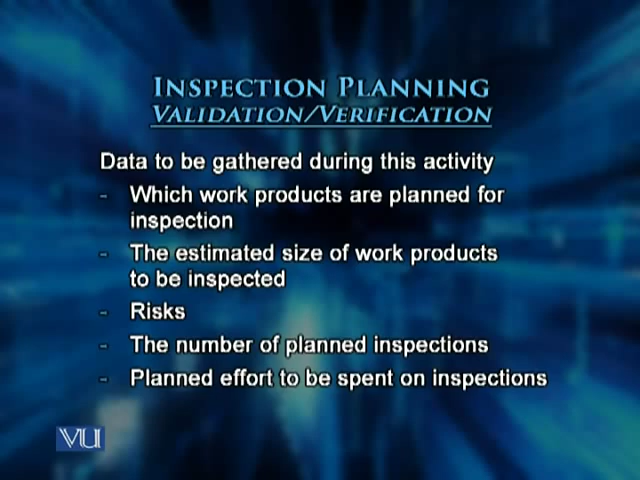 INSPECTION PLANNING
VALIDATION/VERIFICATION
Data to be gathered during this activity
- Which work products are planned for
inspection
- The estimated size of work products
to be inspected
- Risks
- The number of planned inspections
- Planned effort to be spent on inspections
VU